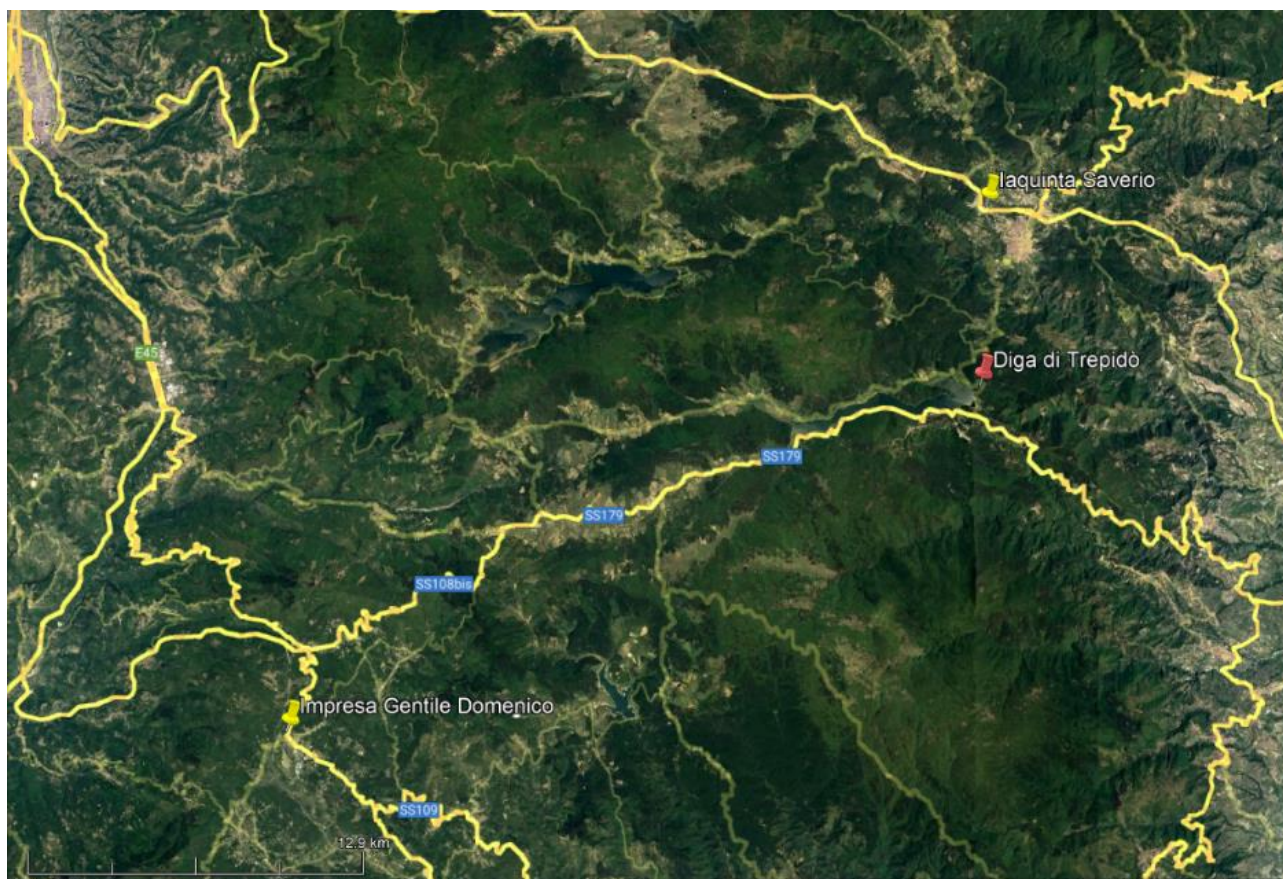 Iaquinta Saverio
E45
Diga di Trepidò
SS179
SS179
SS108bis
Impresa Gentile Domenico
SS109
12.9 km